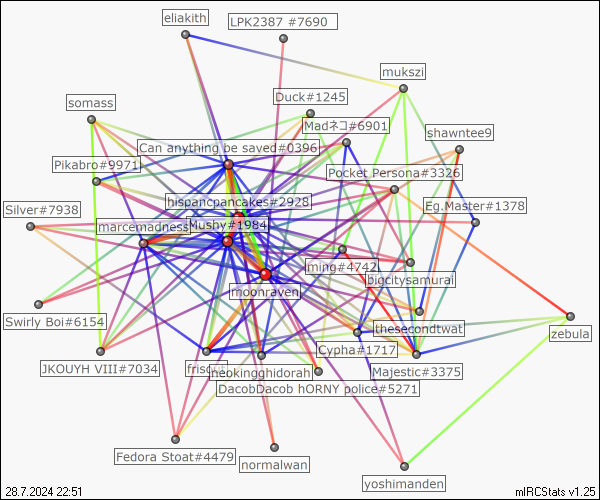 eliakith
LPK2387 #7690
mukszi
Duck#1245
somass
Madネコ#6901
shawntee9
Can anything be saved#0396
Pikabro#9971
Pocket Persona#3326
hispancpancakes#2928
Eg.Master#1378
Silver#7938
marcemadness
Mushy#1984
ming#4742
bigcitysamurai
moonraven
Swirly Boi#6154
thesecondtwat
zebula
Cypha#1717
JKOUYH VIII#7034
neokingghidorah
Majestic#3375
DacobDacob hORNY police#5271
Fedora Stoat#4479
normalwan
yoshimanden
28.7.2024 22:51
mIRCStats v1.25